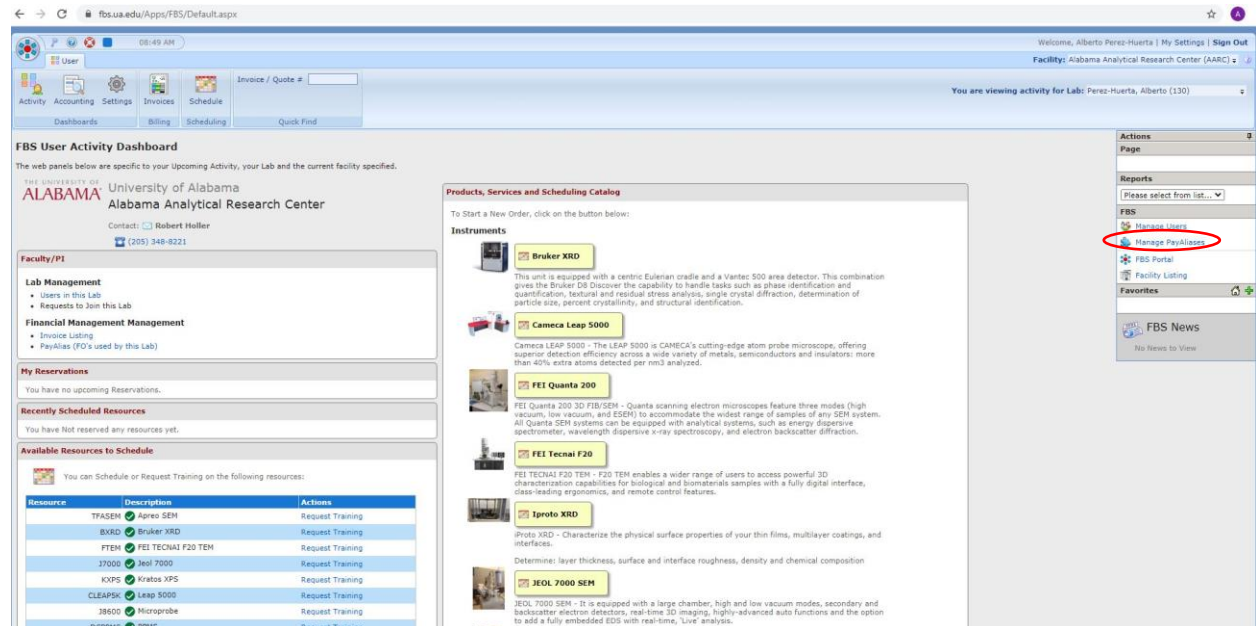 fbs.ua.edu/Apps/FBS/Default.aspx
A
08:49 AM
Welcome, Alberto Perez-Huerta | My Settings | Sign Out
User
Facility: Alabama Analytical Research Center (AARC)
Activity Accounting Settings Invoices Schedule
Invoice / Quote #
You are viewing activity for Lab: Perez-Huerta, Alberto (130)
Dashboards Billing Scheduling Quick Find
FBS User Activity Dashboard
The web panels below are specific to your Upcoming Activity, your Lab and the current facility specified.
THE UNIVERSITY OF
ALABAMA
University of Alabama
Alabama Analytical Research Center
Contact: Robert Holler
(205) 348-8221
Faculty/PI
Lab Management
• Users in this Lab
• Requests to Join this Lab
Financial Management Management
• Invoice Listing
• PayAlias (FO's used by this Lab)
My Reservations
You have no upcoming Reservations.
Recently Scheduled Resources
You have Not reserved any resources yet.
Available Resources to Schedule
You can Schedule or Request Training on the following resources:
Resource Description Actions
TFASEM Apreo SEM Request Training
BXRD Bruker XRD Request Training
FTEM FEI TECNAI F20 TEM Request Training
J7000 Jeol 7000 Request Training
KXPS Kratos XPS Request Training
CLEAP5K Leap 5000 Request Training
J8600 Microprobe Request Training
Products, Services and Scheduling Catalog
To Start a New Order, click on the button below:
Instruments
Bruker XRD
This unit is equipped with a centric Eulerian cradle and a Vantec 500 area detector. This combination
gives the Bruker D8 Discover the capability to handle tasks such as phase identification and
quantification, textural and residual stress analysis, single crystal diffraction, determination of
particle size, percent crystallinity, and structural identification.
Cameca Leap 5000
Cameca LEAP 5000 - The LEAP 5000 is CAMECA's cutting-edge atom probe microscope, offering
superior detection efficiency across a wide variety of metals, semiconductors and insulators: more
than 40% extra atoms detected per nm3 analyzed.
FEI Quanta 200
FEI Quanta 200 3D FIB/SEM - Quanta scanning electron microscopes feature three modes (high
vacuum, low vacuum, and ESEM) to accommodate the widest range of samples of any SEM system.
All Quanta SEM systems can be equipped with analytical systems, such as energy dispersive
spectrometer, wavelength dispersive x-ray spectroscopy, and electron backscatter diffraction.
FEI Tecnai F20
FEI TECNAI F20 TEM - F20 TEM enables a wider range of users to access powerful 3D
characterization capabilities for biological and biomaterials samples with a fully digital interface,
class-leading ergonomics, and remote control features.
Iproto XRD
iProto XRD - Characterize the physical surface properties of your thin films, multilayer coatings, and
interfaces.
Determine: layer thickness, surface and interface roughness, density and chemical composition
JEOL 7000 SEM
JEOL 7000 SEM - It is equipped with a large chamber, high and low vacuum modes, secondary and
backscatter electron detectors, real-time 3D imaging, highly-advanced auto functions and the option
to add a fully embedded EDS with real-time, 'Live' analysis.
Actions
Page
Reports
Please select from list...
FBS
Manage Users
Manage PayAliases
FBS Portal
Facility Listing
Favorites
FBS News
No News to View